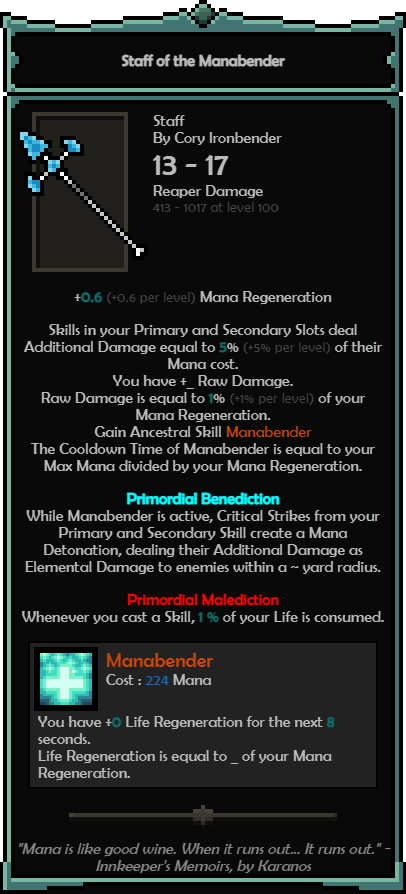 Staff of the Manabender
Staff
By Cory Ironbender
13 - 17
Reaper Damage
413 - 1017 at level 100
+0.6 (+0.6 per level) Mana Regeneration
Skills in your Primary and Secondary Slots deal
Additional Damage equal to 5% (+5% per level) of their
Mana cost.
You have +_ Raw Damage.
Raw Damage is equal to 1% (+1% per level) of your
Mana Regeneration.
Gain Ancestral Skill Manabender
The Cooldown Time of Manabender is equal to your
Max Mana divided by your Mana Regeneration.
Primordial Benediction
While Manabender is active, Critical Strikes from your
Primary and Secondary Skill create a Mana
Detonation, dealing their Additional Damage as
Elemental Damage to enemies within a ~ yard radius.
Primordial Malediction
Whenever you cast a Skill, 1 % of your Life is consumed.
Manabender
Cost : 224 Mana
You have +0 Life Regeneration for the next 8
seconds.
Life Regeneration is equal to _ of your Mana
Regeneration.
"Mana is like good wine. When it runs out... It runs out." -
Innkeeper's Memoirs, by Karanos